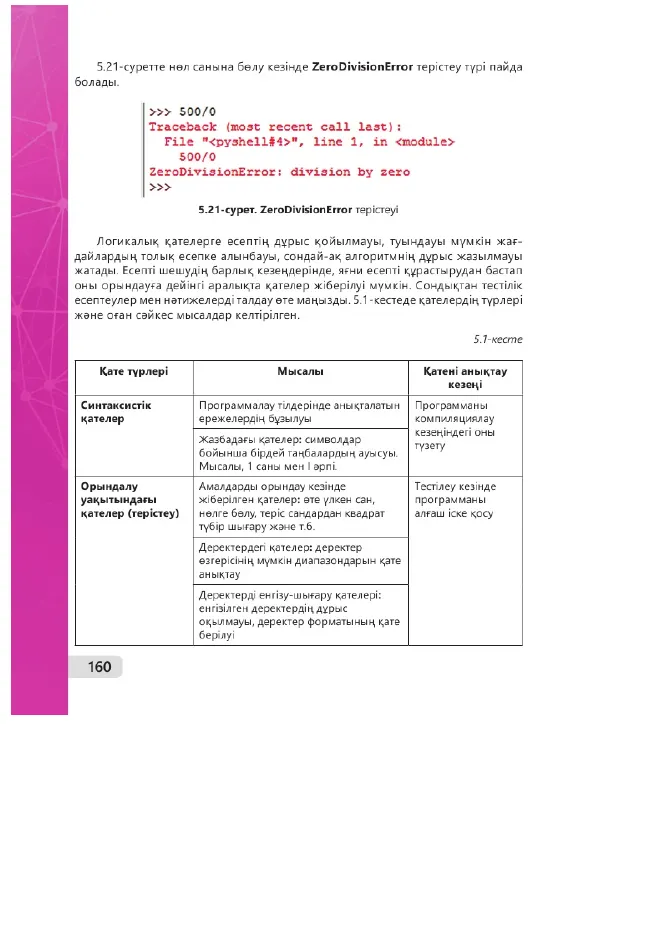 5.21-суретте нөл санына бөлу кезінде ZeroDivisionError терістеу түрі пайда
болады.
>>> 500/0
Traceback (most recent call last):
File "<pyshell#4>", line 1, in <module>
500/0
ZeroDivisionError: division by zero
>>>
5.21-сурет. ZeroDivisionError терістеуі
Логикалық қателерге есептің дұрыс қойылмауы, туындауы мүмкін жағ-
дайлардың толық есепке алынбауы, сондай-ақ алгоритмнің дұрыс жазылмауы
жатады. Есепті шешудің барлық кезеңдерінде, яғни есепті құрастырудан бастап
оны орындауға дейінгі аралықта қателер жіберілуі мүмкін. Сондықтан тестілік
есептеулер мен нәтижелерді талдау өте маңызды. 5.1-кестеде қателердің түрлері
және оған сәйкес мысалдар келтірілген.
5.1-кесте
Қате түрлері
Мысалы
Қатені анықтау
кезеңі
Синтаксистік
қателер
Программалау тілдерінде анықталатын
ережелердің бұзылуы
Жазбадағы қателер: символдар
бойынша бірдей таңбалардың ауысуы.
Мысалы, 1 саны мен I әрпі.
Программаны
компиляциялау
кезеңіндегі оны
түзету
Орындалу
уақытындағы
қателер (терістеу)
Амалдарды орындау кезінде
жіберілген қателер: өте үлкен сан,
нөлге бөлу, теріс сандардан квадрат
түбір шығару және т.б.
Деректердегі қателер: деректер
өзгерісінің мүмкін диапазондарын қате
анықтау
Деректерді енгізу-шығару қателері:
енгізілген деректердің дұрыс
оқылмауы, деректер форматының қате
берілуі
Тестілеу кезінде
программаны
алғаш іске қосу
160